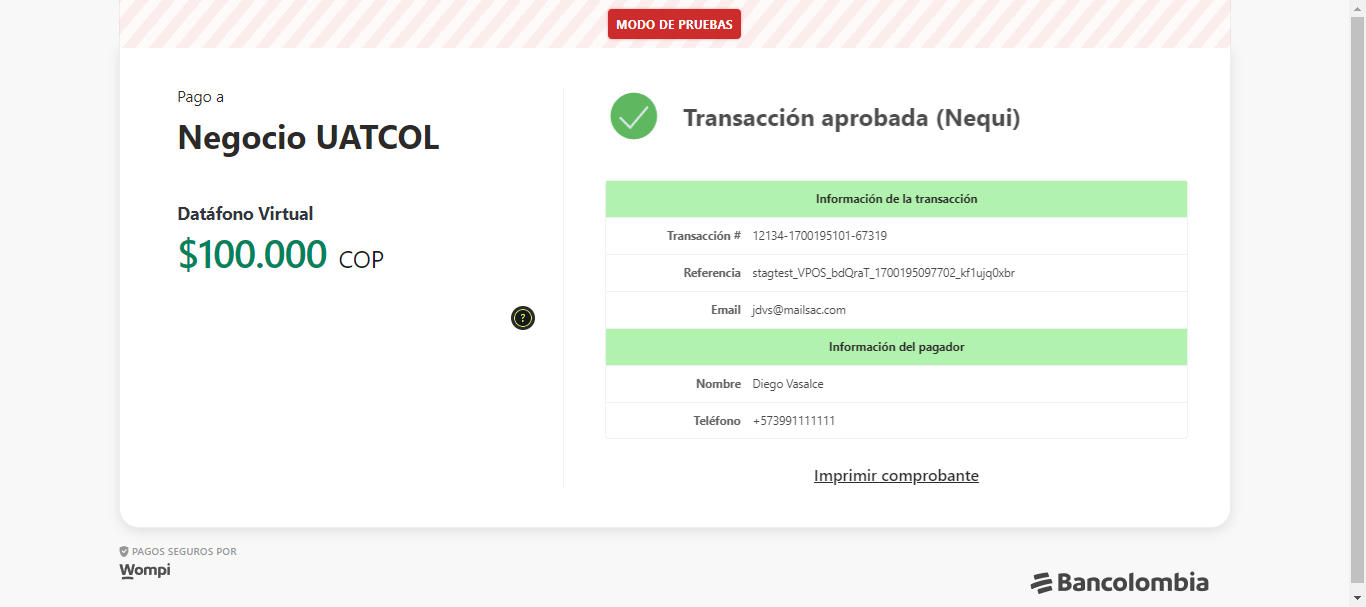 MODO DE PRUEBAS
Pago a
Negocio UATCOL
Datáfono Virtual
$100.000 COP
?
Transacción aprobada (Nequi)
Información de la transacción
Transacción # 12134-1700195101-67319
Referencia stagtest_VPOS_bdQraT_1700195097702_kf1ujq0xbr
Email jdvs@mailsac.com
Información del pagador
Nombre Diego Vasalce
Teléfono +573991111111
Imprimir comprobante
PAGOS SEGUROS POR
Wompi
Bancolombia